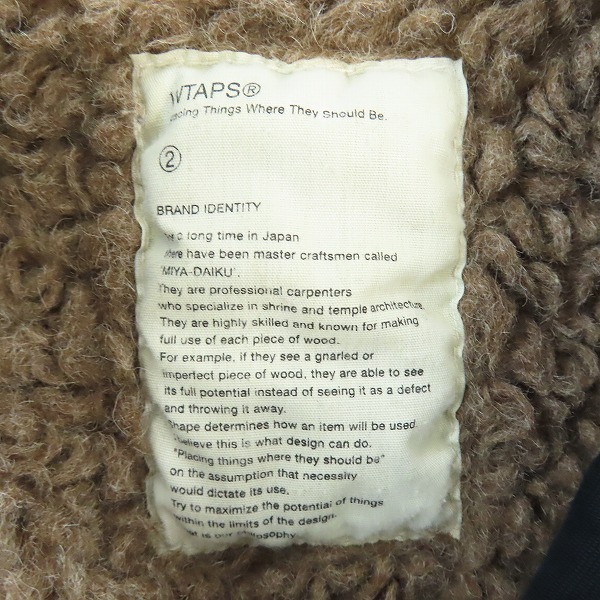 WTAPS®
Placing Things Where They Should Be.
②
BRAND IDENTITY
For a long time in Japan
there have been master craftsmen called
'MIYA-DAIKU'.
They are professional carpenters
who specialize in shrine and temple architecture.
They are highly skilled and known for making
full use of each piece of wood.
For example, if they see a gnarled or
imperfect piece of wood, they are able to see
its full potential instead of seeing it as a defect
and throwing it away.
Shape determines how an item will be used.
I believe this is what design can do.
"Placing things where they should be"
on the assumption that necessity
would dictate its use.
Try to maximize the potential of things
within the limits of the design.
That is our philosophy.